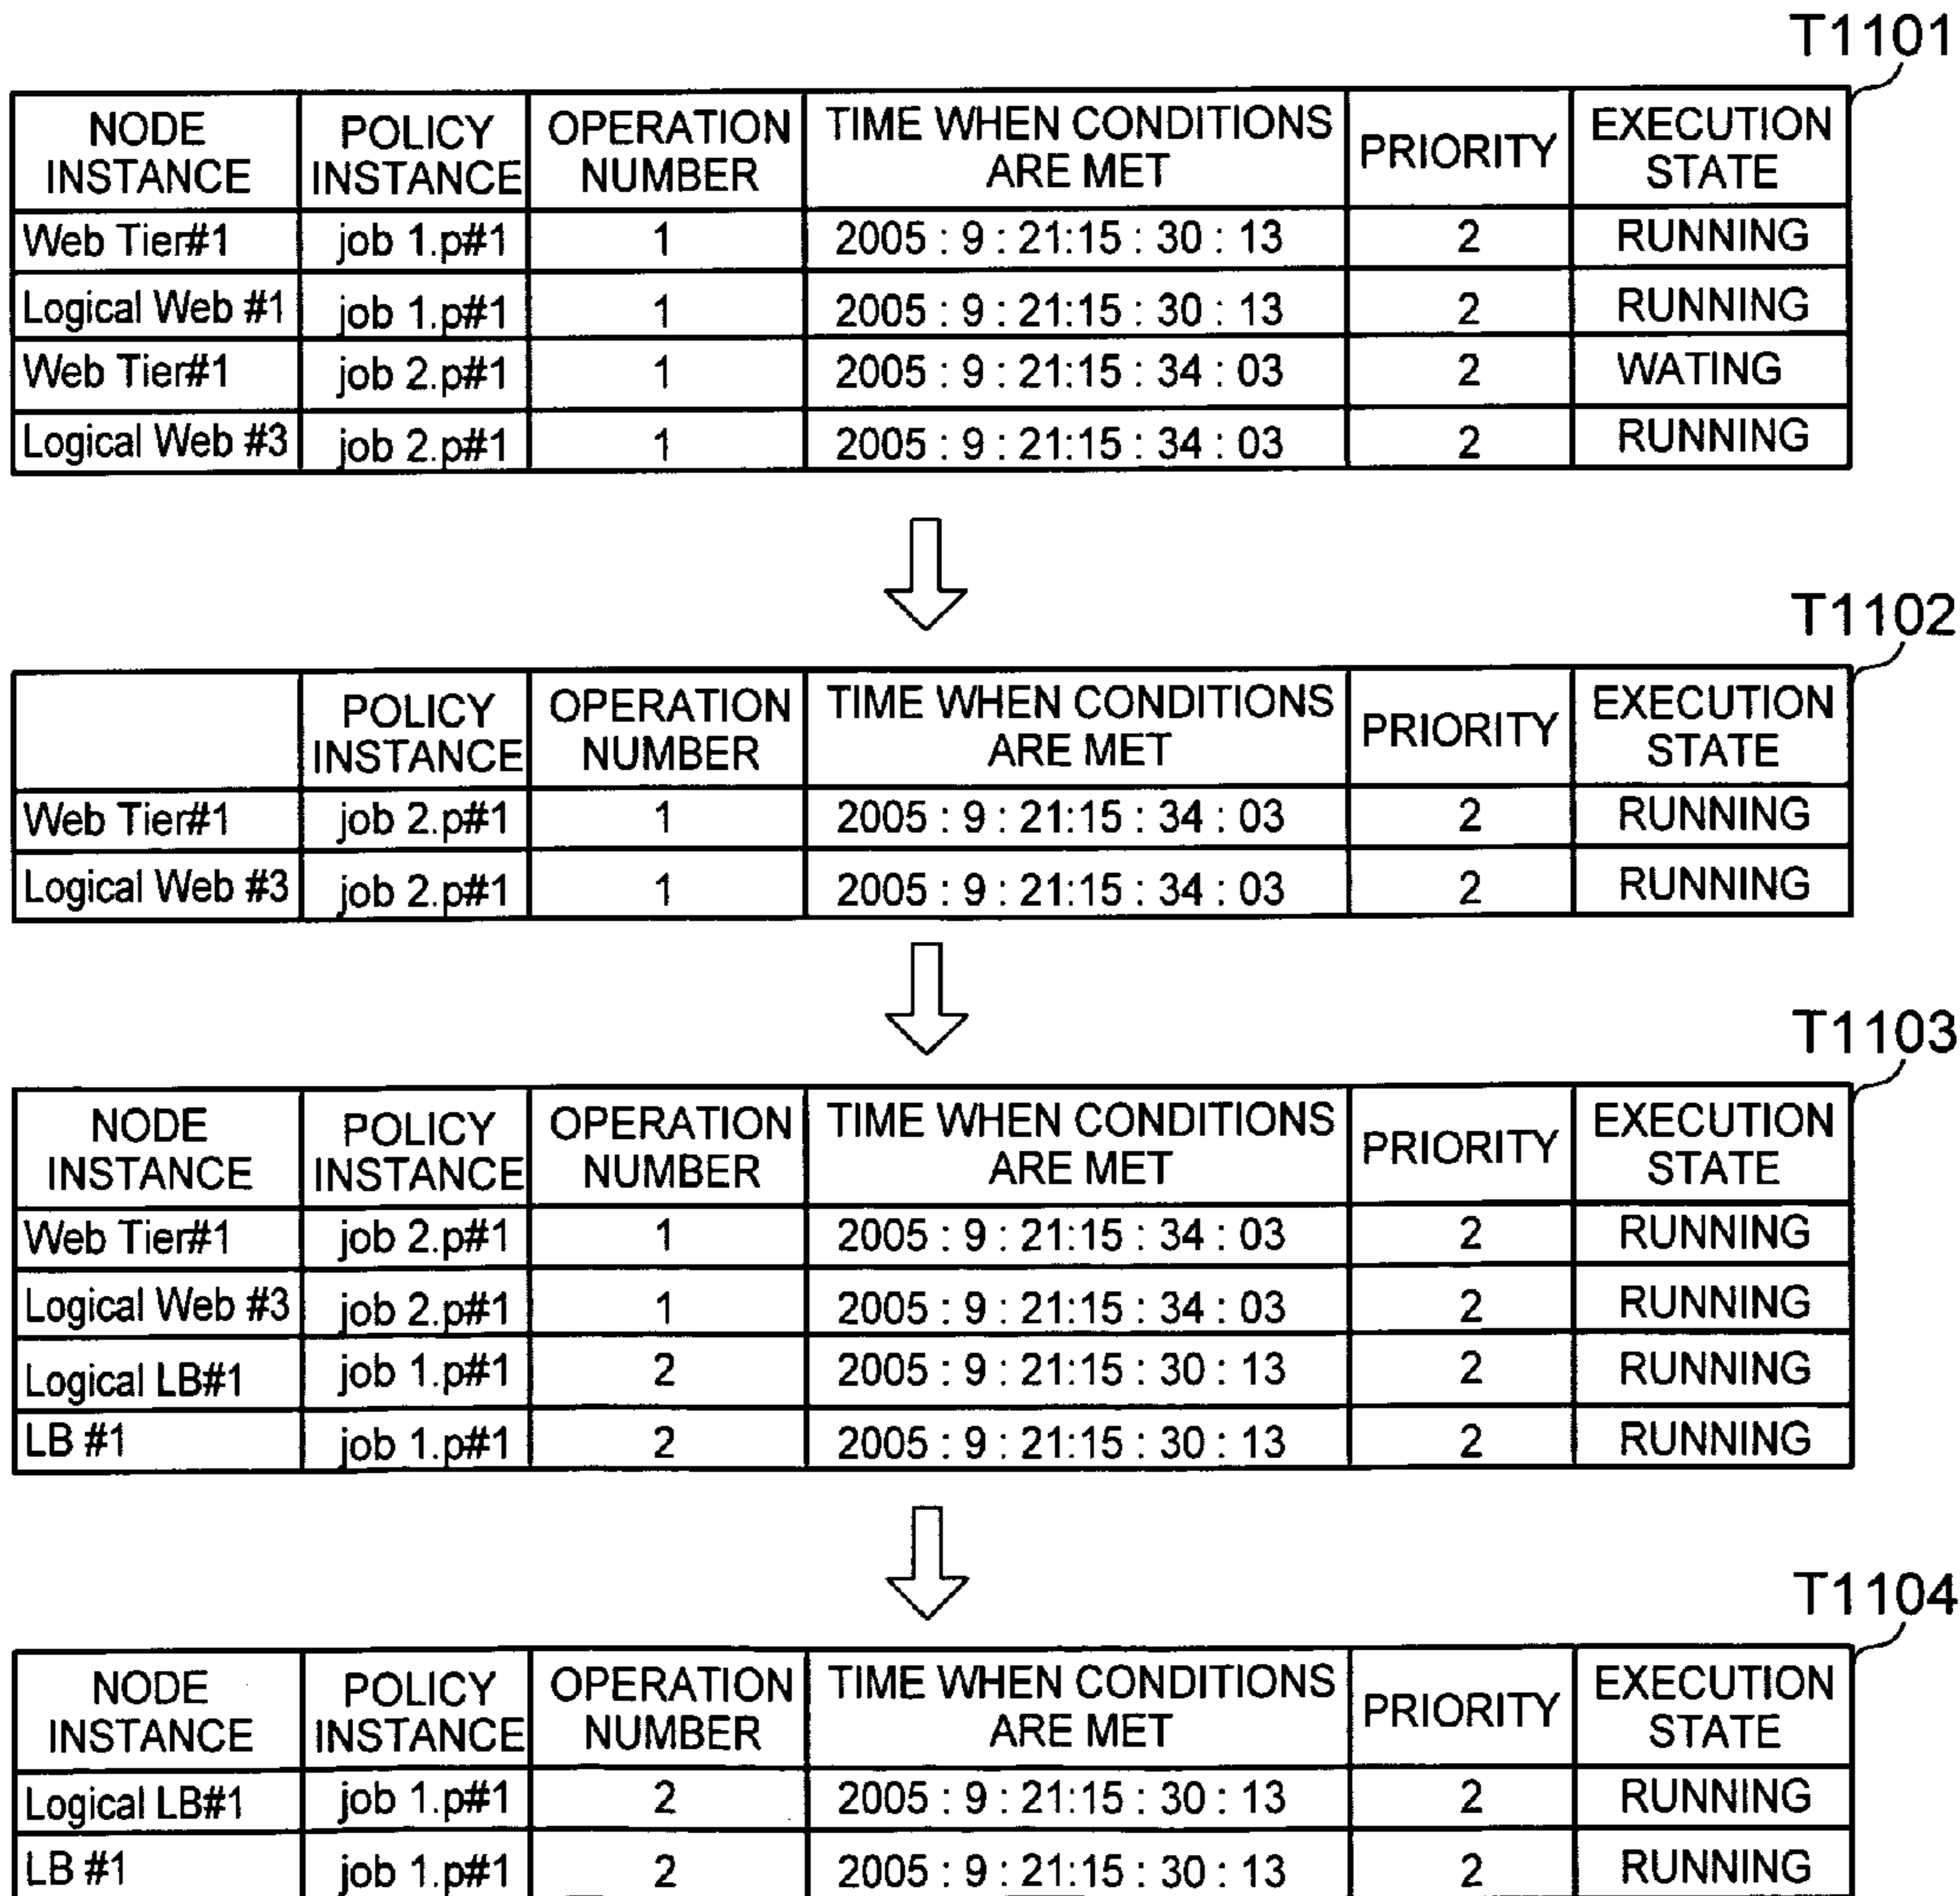 T1101
NODE INSTANCE POLICY INSTANCE OPERATION NUMBER TIME WHEN CONDITIONS ARE MET PRIORITY EXECUTION STATE
Web Tier#1 job 1.p#1 1 2005 : 9 : 21:15 : 30 : 13 2 RUNNING
Logical Web #1 job 1.p#1 1 2005 : 9 : 21:15 : 30 : 13 2 RUNNING
Web Tier#1 job 2.p#1 1 2005 : 9 : 21:15 : 34 : 03 2 WATING
Logical Web #3 job 2.p#1 1 2005 : 9 : 21:15 : 34 : 03 2 RUNNING
T1102
POLICY INSTANCE OPERATION NUMBER TIME WHEN CONDITIONS ARE MET PRIORITY EXECUTION STATE
Web Tier#1 job 2.p#1 1 2005 : 9 : 21:15 : 34 : 03 2 RUNNING
Logical Web #3 job 2.p#1 1 2005 : 9 : 21:15 : 34 : 03 2 RUNNING
T1103
NODE INSTANCE POLICY INSTANCE OPERATION NUMBER TIME WHEN CONDITIONS ARE MET PRIORITY EXECUTION STATE
Web Tier#1 job 2.p#1 1 2005 : 9 : 21:15 : 34 : 03 2 RUNNING
Logical Web #3 job 2.p#1 1 2005 : 9 : 21:15 : 34 : 03 2 RUNNING
Logical LB#1 job 1.p#1 2 2005 : 9 : 21:15 : 30 : 13 2 RUNNING
LB #1 job 1.p#1 2 2005 : 9 : 21:15 : 30 : 13 2 RUNNING
T1104
NODE INSTANCE POLICY INSTANCE OPERATION NUMBER TIME WHEN CONDITIONS ARE MET PRIORITY EXECUTION STATE
Logical LB#1 job 1.p#1 2 2005 : 9 : 21:15 : 30 : 13 2 RUNNING
LB #1 job 1.p#1 2 2005 : 9 : 21:15 : 30 : 13 2 RUNNING